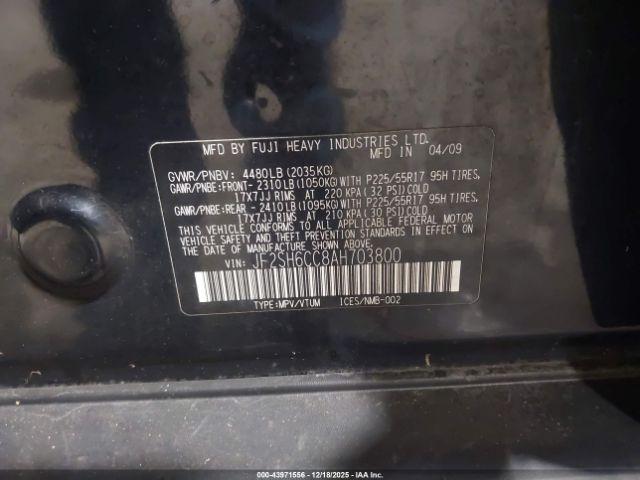 MFD BY FUJI HEAVY INDUSTRIES LTD.
MFD IN 04/09
GVWR/PNBV: 4480LB (2035KG)
GAWR/PNBE:FRONT- 2310LB (1050KG)WITH P225/55R17 95H TIRES,
17X7JJ RIMS AT 220 KPA (32 PSI)COLD
GAWR/PNBE:REAR - 2410LB (1095KG)WITH P225/55R17 95H TIRES,
17X7JJ RIMS AT 210 KPA (30 PSI)COLD
THIS VEHICLE CONFORMS TO ALL APPLICABLE FEDERAL MOTOR
VEHICLE SAFETY AND THEFT PREVENTION STANDARDS
IN EFFECT ON THE DATE OF MANUFACTURE SHOWN ABOVE.
VIN: JF2SH6CC8AH703800
TYPE:MPV/VTUM ICES/NMB-002
000-43971556 - 12/18/2025 - IAA Corp.